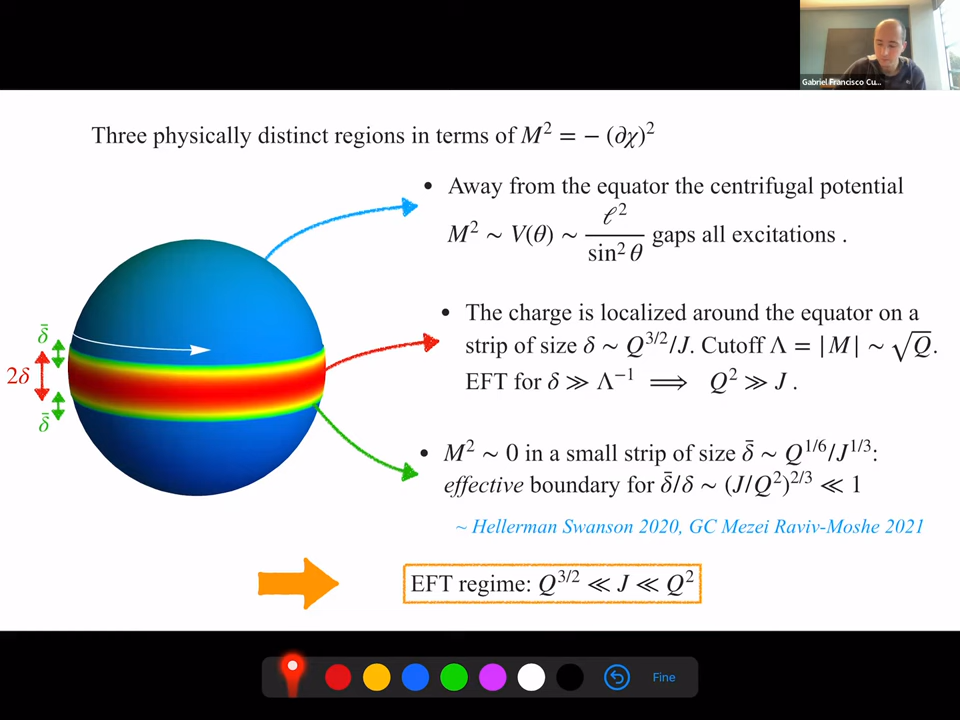 Gabriel Francisco Cu...
Three physically distinct regions in terms of M² = − (∂χ)²
• Away from the equator the centrifugal potential
M² ∼ V(θ) ∼ ℓ² / sin² θ gaps all excitations .
• The charge is localized around the equator on a
strip of size δ ∼ Q^{3/2}/J. Cutoff Λ = |M| ∼ √Q.
EFT for δ ≫ Λ⁻¹ ⟹ Q² ≫ J .
δ̄
2δ
δ̄
• M² ∼ 0 in a small strip of size δ̄ ∼ Q^{1/6}/J^{1/3}:
effective boundary for δ̄/δ ∼ (J/Q²)^{2/3} ≪ 1
~ Hellerman Swanson 2020, GC Mezei Raviv-Moshe 2021
EFT regime: Q^{3/2} ≪ J ≪ Q²
Fine